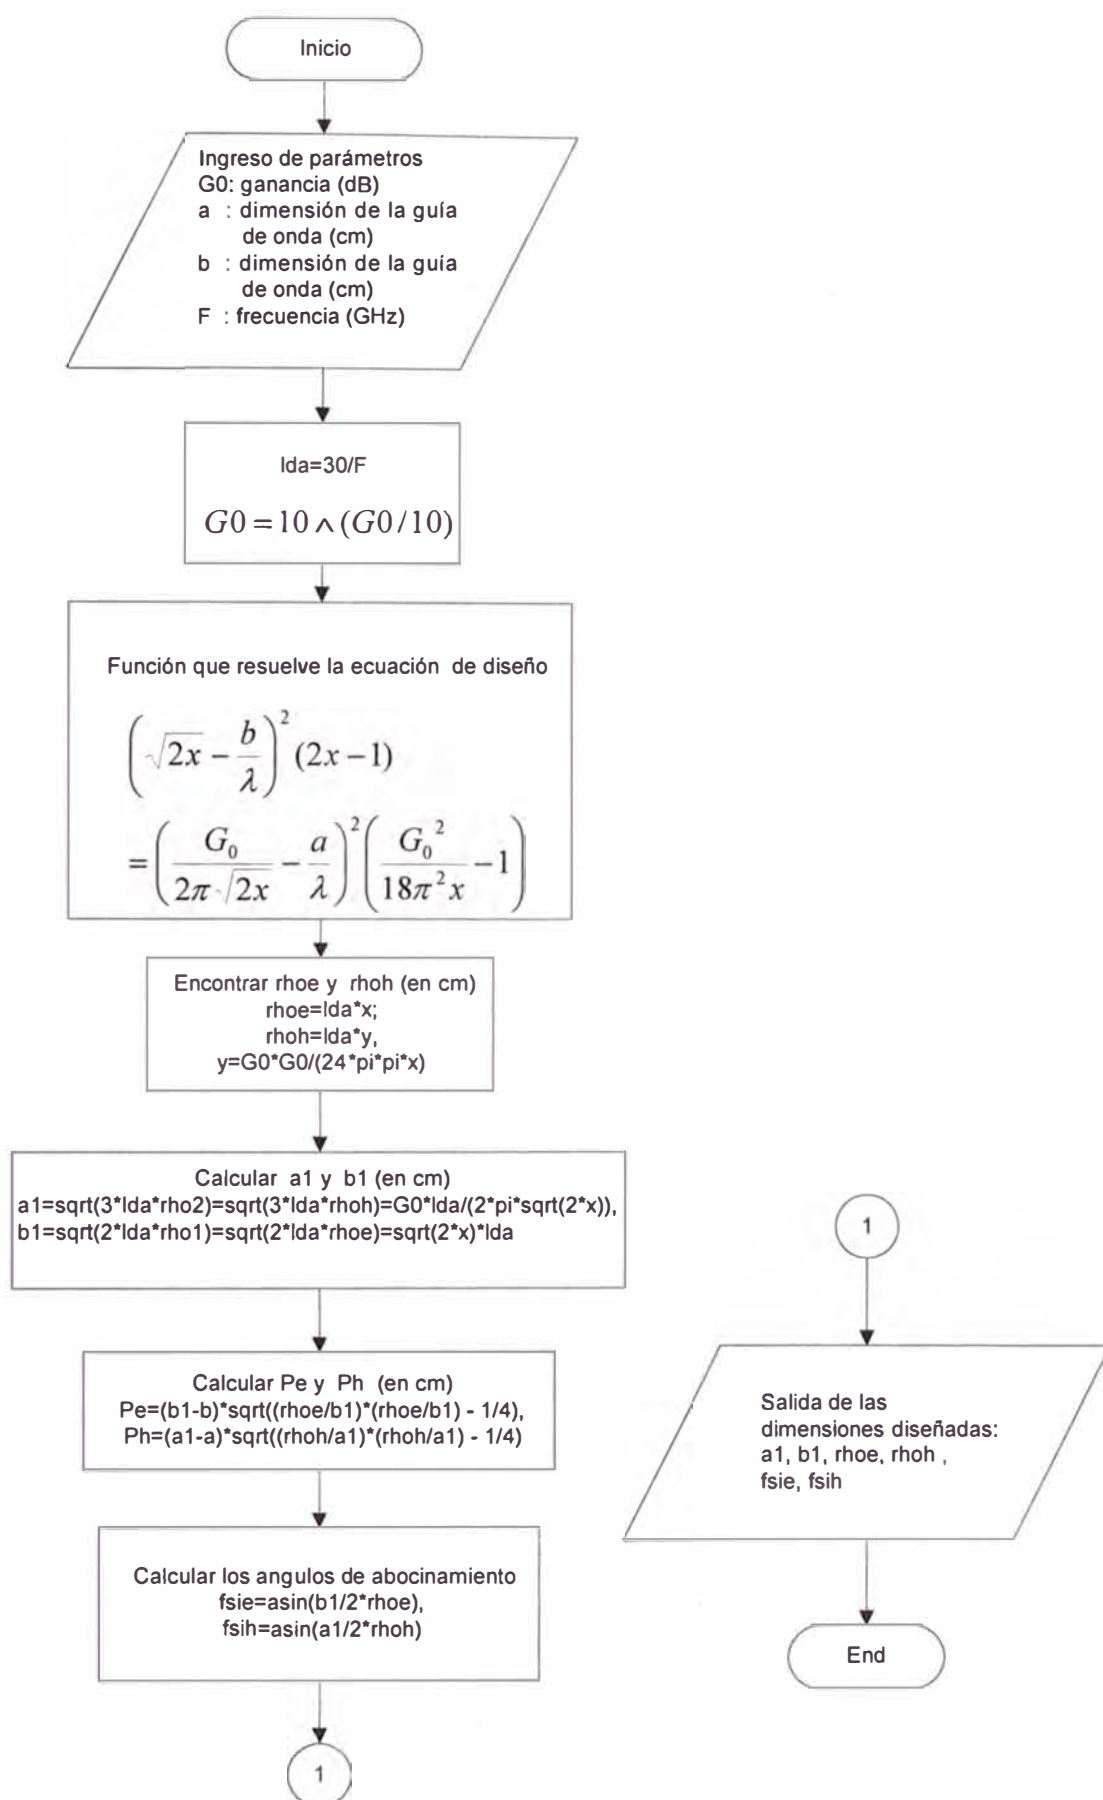 Inicio
Ingreso de parámetros
G0: ganancia (dB)
a : dimensión de la guía
de onda (cm)
b : dimensión de la guía
de onda (cm)
F : frecuencia (GHz)
lda=30/F
G0 = 10 ∧ (G0 / 10)
Función que resuelve la ecuación de diseño
(√2x − b/λ)² (2x − 1)
= (G₀/(2π√2x) − a/λ)² (G₀²/(18π²x) − 1)
Encontrar rhoe y rhoh (en cm)
rhoe=lda*x;
rhoh=lda*y,
y=G0*G0/(24*pi*pi*x)
Calcular a1 y b1 (en cm)
a1=sqrt(3*lda*rho2)=sqrt(3*lda*rhoh)=G0*lda/(2*pi*sqrt(2*x)),
b1=sqrt(2*lda*rho1)=sqrt(2*lda*rhoe)=sqrt(2*x)*lda
Calcular Pe y Ph (en cm)
Pe=(b1-b)*sqrt((rhoe/b1)*(rhoe/b1) - 1/4),
Ph=(a1-a)*sqrt((rhoh/a1)*(rhoh/a1) - 1/4)
Calcular los angulos de abocinamiento
fsie=asin(b1/2*rhoe),
fsih=asin(a1/2*rhoh)
1
1
Salida de las
dimensiones diseñadas:
a1, b1, rhoe, rhoh ,
fsie, fsih
End